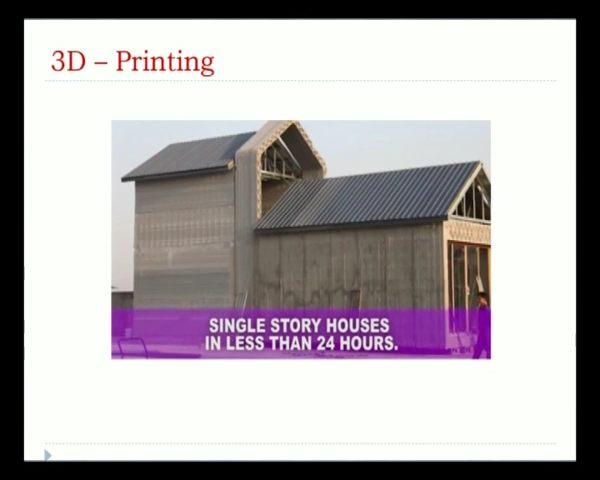 3D – Printing
SINGLE STORY HOUSES
IN LESS THAN 24 HOURS.